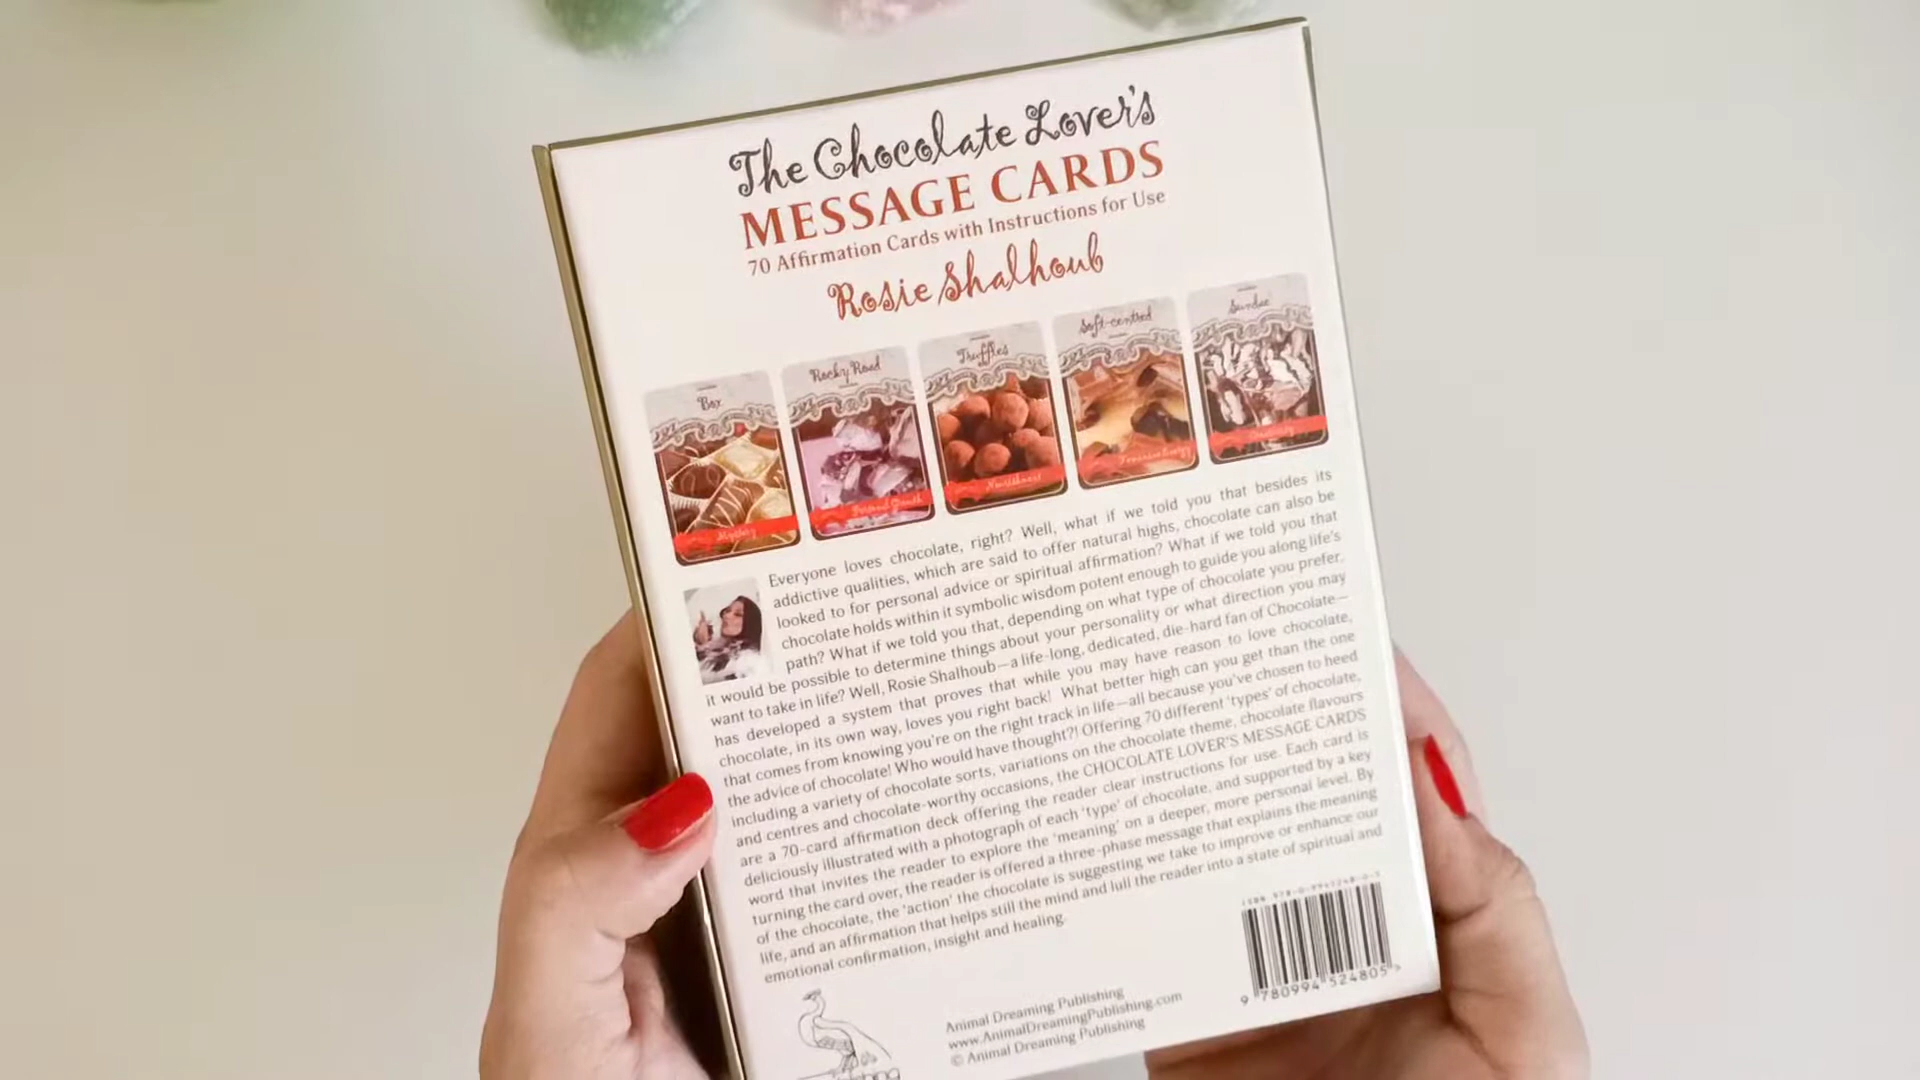 The Chocolate Lover's
MESSAGE CARDS
70 Affirmation Cards with Instructions for Use
Rosie Shalhoub
Box
Rocky Road
Truffles
Soft-centred
Sundae
Mystery
Personal Growth
Nourishment
Feminine Energy
Everyone loves chocolate, right? Well, what if we told you that besides its
addictive qualities, which are said to offer natural highs, chocolate can also be
looked to for personal advice or spiritual affirmation? What if we told you that
chocolate holds within it symbolic wisdom potent enough to guide you along life's
path? What if we told you that, depending on what type of chocolate you prefer,
it would be possible to determine things about your personality or what direction you may
want to take in life? Well, Rosie Shalhoub—a life-long, dedicated, die-hard fan of Chocolate—
has developed a system that proves that while you may have reason to love chocolate,
chocolate, in its own way, loves you right back! What better high can you get than the one
that comes from knowing you're on the right track in life—all because you've chosen to heed
the advice of chocolate! Who would have thought?! Offering 70 different 'types' of chocolate,
including a variety of chocolate sorts, variations on the chocolate theme, chocolate flavours
and centres and chocolate-worthy occasions, the CHOCOLATE LOVER'S MESSAGE CARDS
are a 70-card affirmation deck offering the reader clear instructions for use. Each card is
deliciously illustrated with a photograph of each 'type' of chocolate, and supported by a key
word that invites the reader to explore the 'meaning' on a deeper, more personal level. By
turning the card over, the reader is offered a three-phase message that explains the meaning
of the chocolate, the 'action' the chocolate is suggesting we take to improve or enhance our
life, and an affirmation that helps still the mind and lull the reader into a state of spiritual and
emotional confirmation, insight and healing.
ISBN 978-0-9945248-0-5
9 780994 524805 >
Animal Dreaming Publishing
www.AnimalDreamingPublishing.com
© Animal Dreaming Publishing